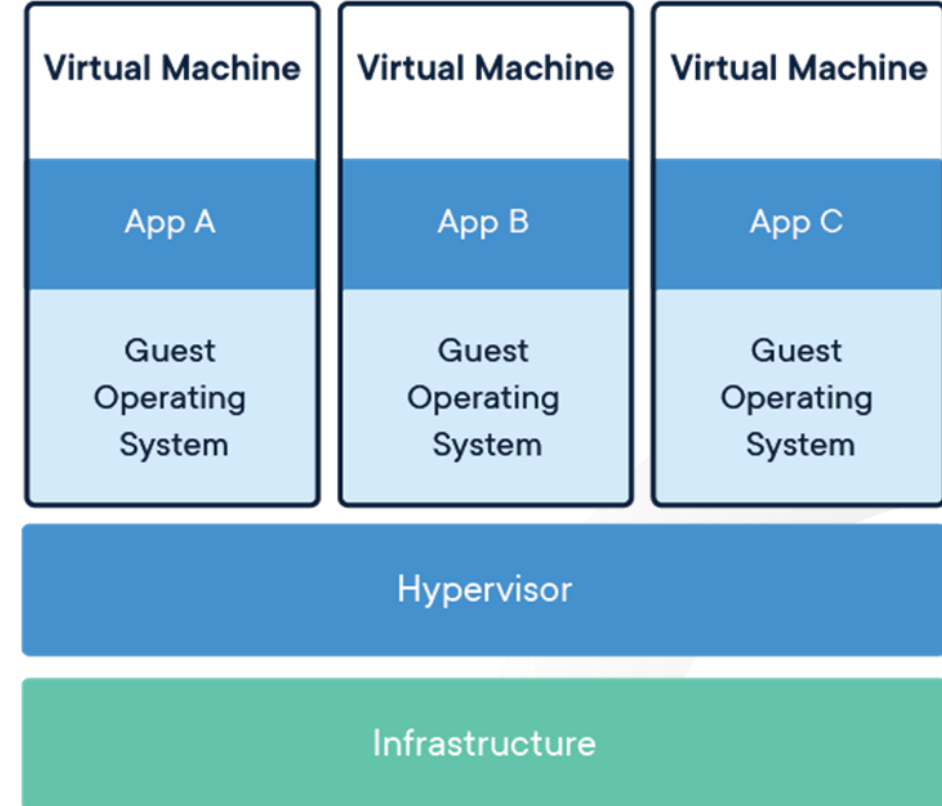 Virtual Machine
Virtual Machine
Virtual Machine
App A
App B
App C
Guest
Operating
System
Guest
Operating
System
Guest
Operating
System
Hypervisor
Infrastructure